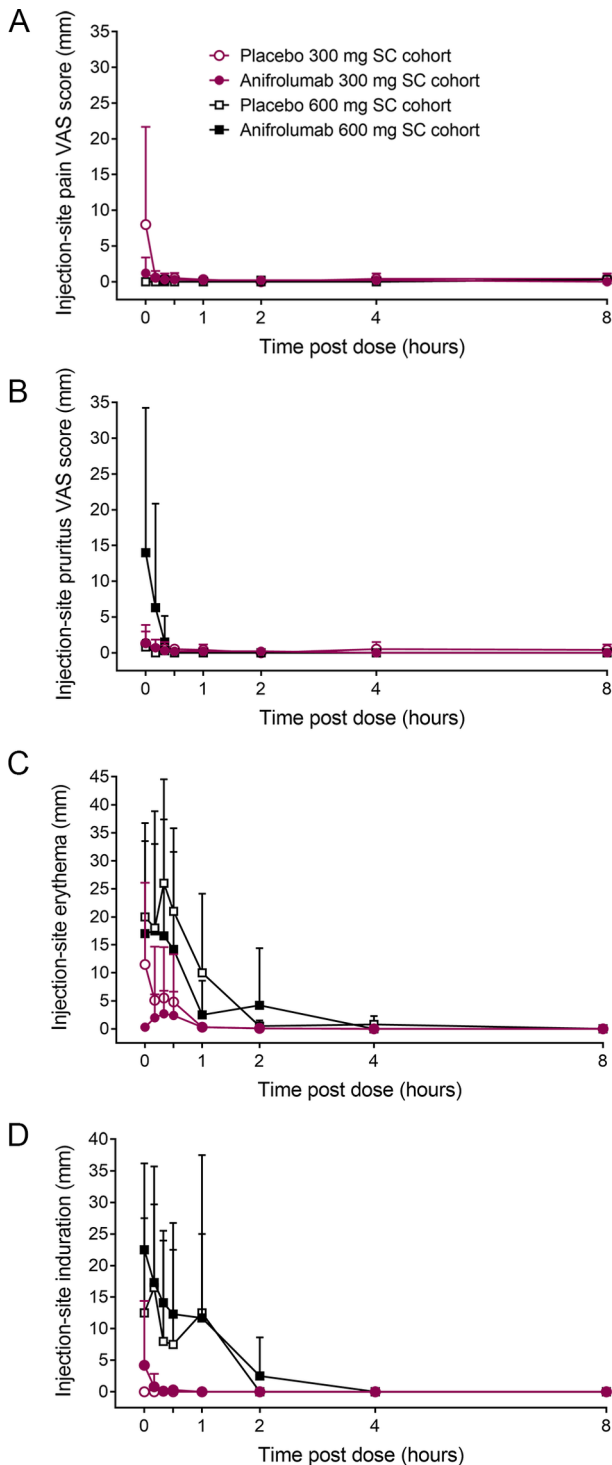 A
Injection-site pain VAS score (mm)
35
30
25
20
15
10
5
0
Placebo 300 mg SC cohort
Anifrolumab 300 mg SC cohort
Placebo 600 mg SC cohort
Anifrolumab 600 mg SC cohort
0 1 2 4 8
Time post dose (hours)
B
Injection-site pruritus VAS score (mm)
35
30
25
20
15
10
5
0
0 1 2 4 8
Time post dose (hours)
C
Injection-site erythema (mm)
45
40
35
30
25
20
15
10
5
0
0 1 2 4 8
Time post dose (hours)
D
Injection-site induration (mm)
40
35
30
25
20
15
10
5
0
0 1 2 4 8
Time post dose (hours)